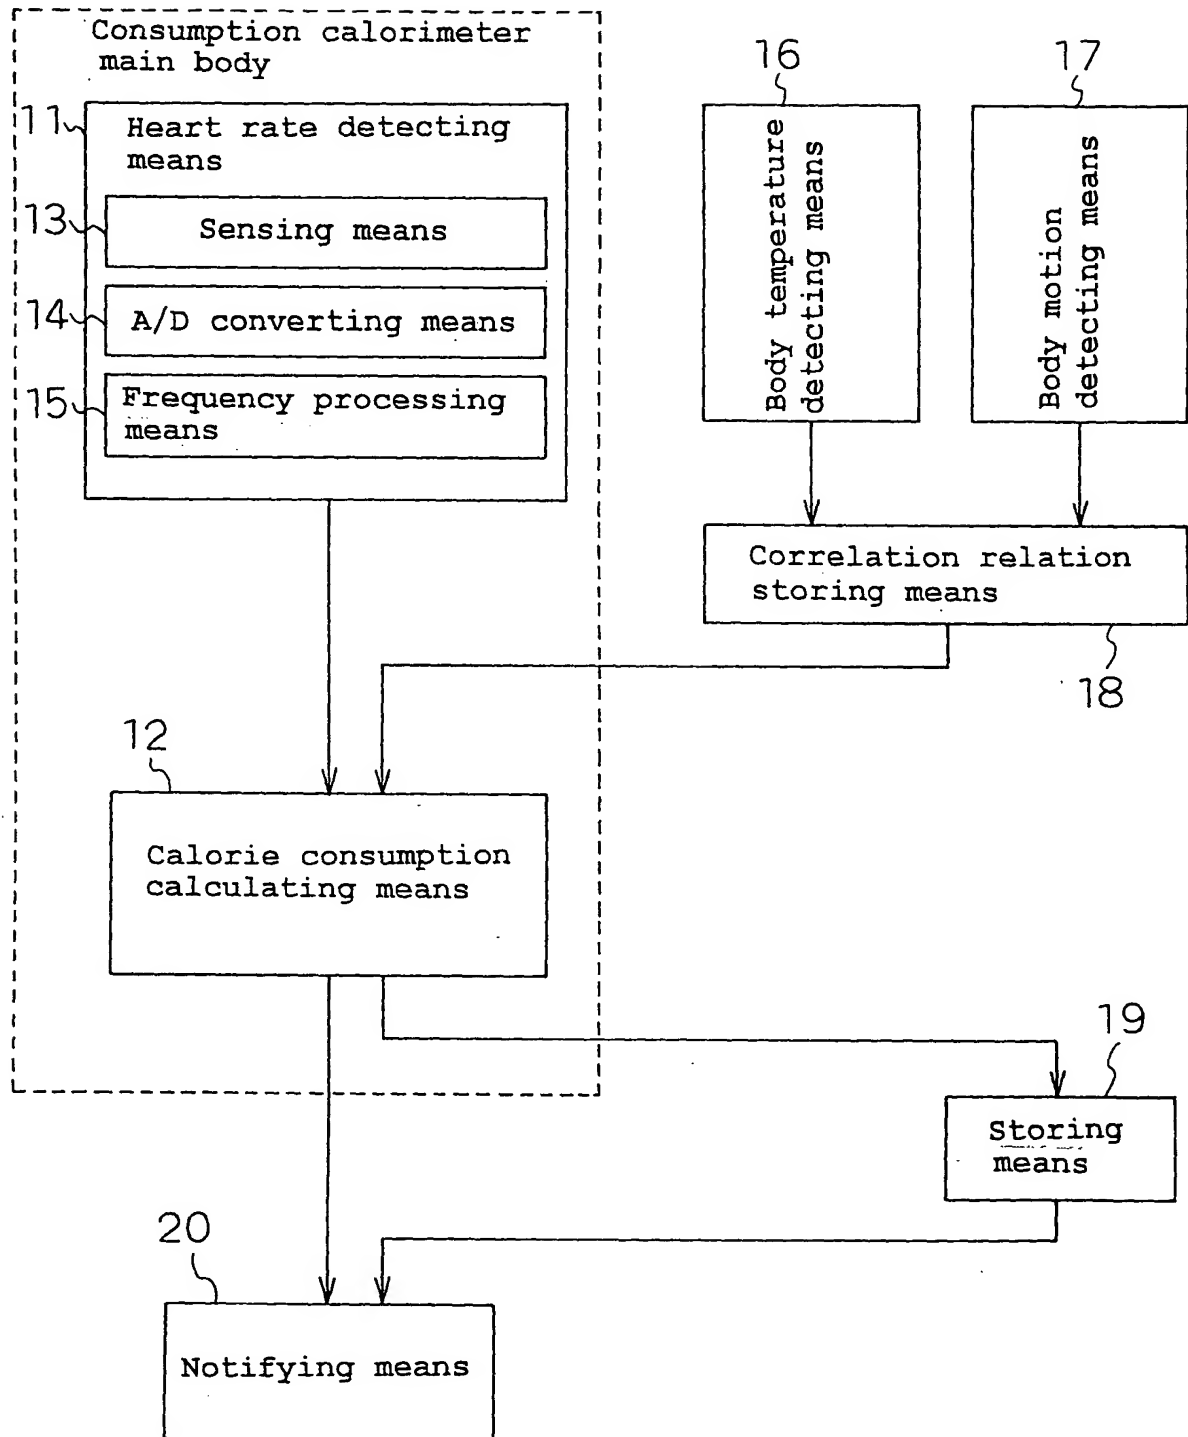 Consumption calorimeter
main body
11
Heart rate detecting
means
13
Sensing means
14
A/D converting means
15
Frequency processing
means
16
Body temperature
detecting means
17
Body motion
detecting means
Correlation relation
storing means
18
12
Calorie consumption
calculating means
19
Storing
means
20
Notifying means